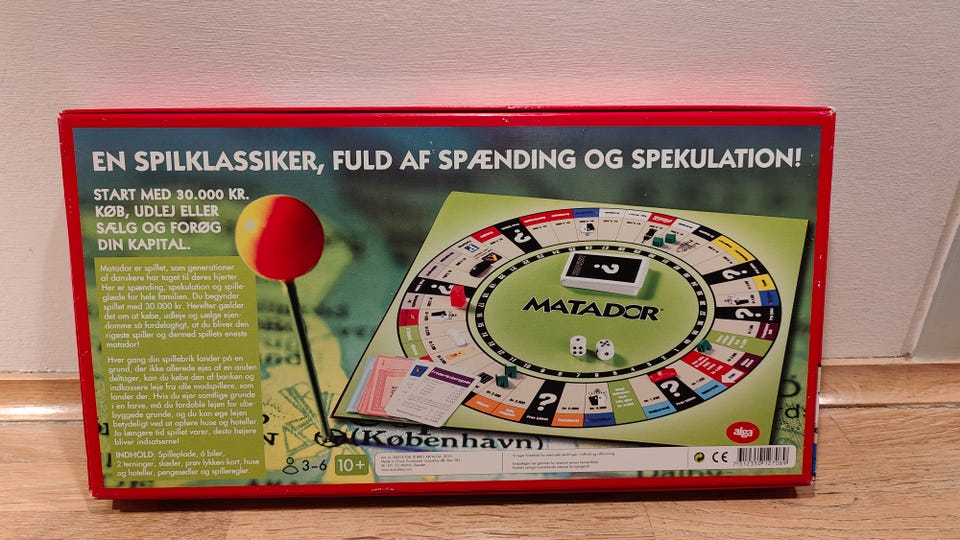 EN SPILKLASSIKER, FULD AF SPÆNDING OG SPEKULATION!
START MED 30.000 KR.
KØB, UDLEJ ELLER
SÆLG OG FORØG
DIN KAPITAL.
Matador er spillet, som generationer
af danskere har taget til deres hjerter.
Her er spænding, spekulation og spille-
glæde for hele familien. Du begynder
spillet med 30.000 kr. Herefter gælder
det om at købe, udleje og sælge ejen-
domme så fordelagtigt, at du bliver den
rigeste spiller og dermed spillets eneste
matador!
Hver gang din spillebrik lander på en
grund, der ikke allerede ejes af en anden
deltager, kan du købe den af banken og
indkassere leje fra alle modspillere, som
lander der. Hvis du ejer samtlige grunde
i en farve, må du fordoble lejen for ube-
byggede grunde, og du kan øge lejen
betydeligt ved at opføre huse og hoteller.
Jo længere tid spillet varer, desto højere
bliver indsatserne!
INDHOLD: Spilleplade, 6 biler,
2 terninger, skøder, prøv lykken-kort, huse
og hoteller, pengesedler og spilleregler.
MATADOR
(København)
3–6
10+
alga
CE
7 312350 127069